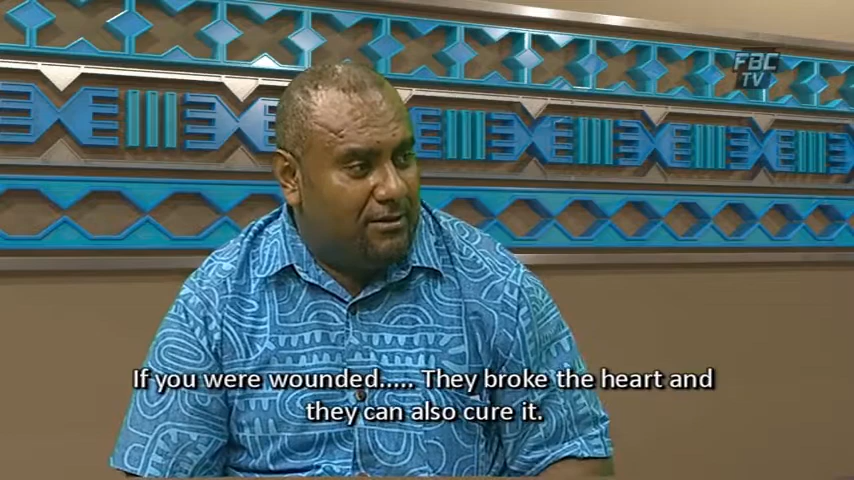 FBC
TV
If you were wounded..... They broke the heart and
they can also cure it.